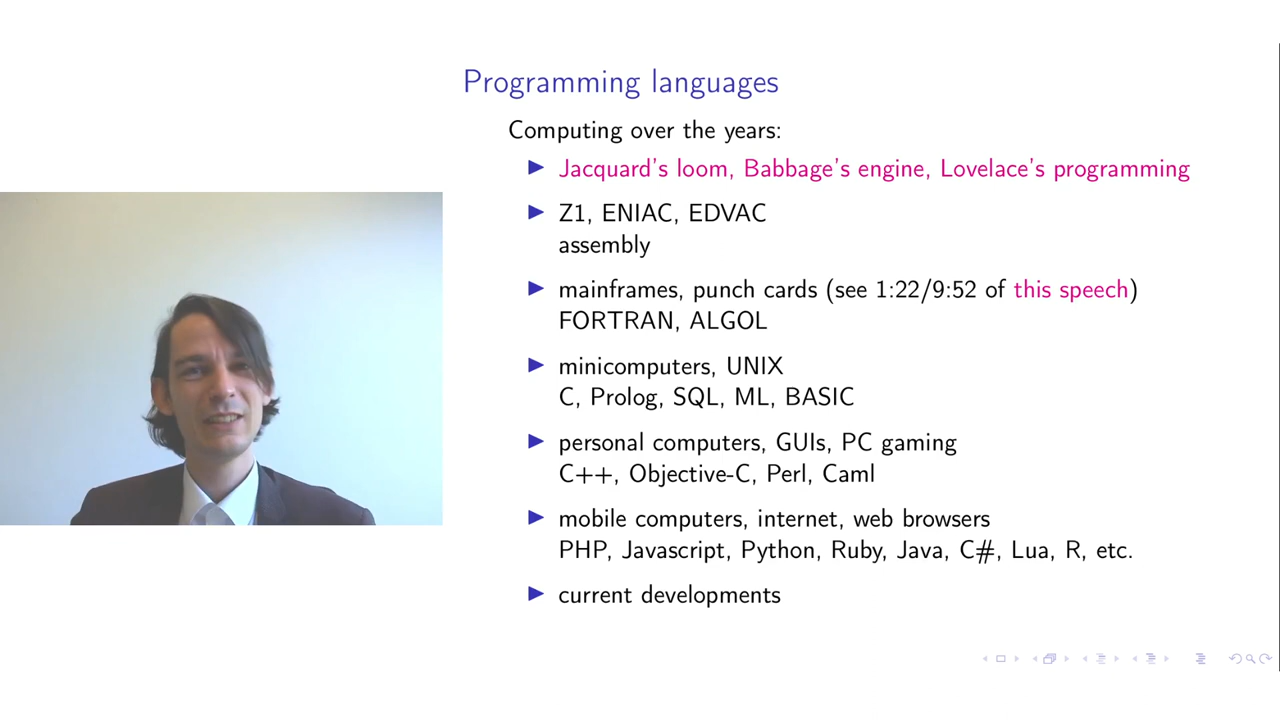 Programming languages
Computing over the years:
Jacquard's loom, Babbage's engine, Lovelace's programming
Z1, ENIAC, EDVAC
assembly
mainframes, punch cards (see 1:22/9:52 of this speech)
FORTRAN, ALGOL
minicomputers, UNIX
C, Prolog, SQL, ML, BASIC
personal computers, GUIs, PC gaming
C++, Objective-C, Perl, Caml
mobile computers, internet, web browsers
PHP, Javascript, Python, Ruby, Java, C#, Lua, R, etc.
current developments